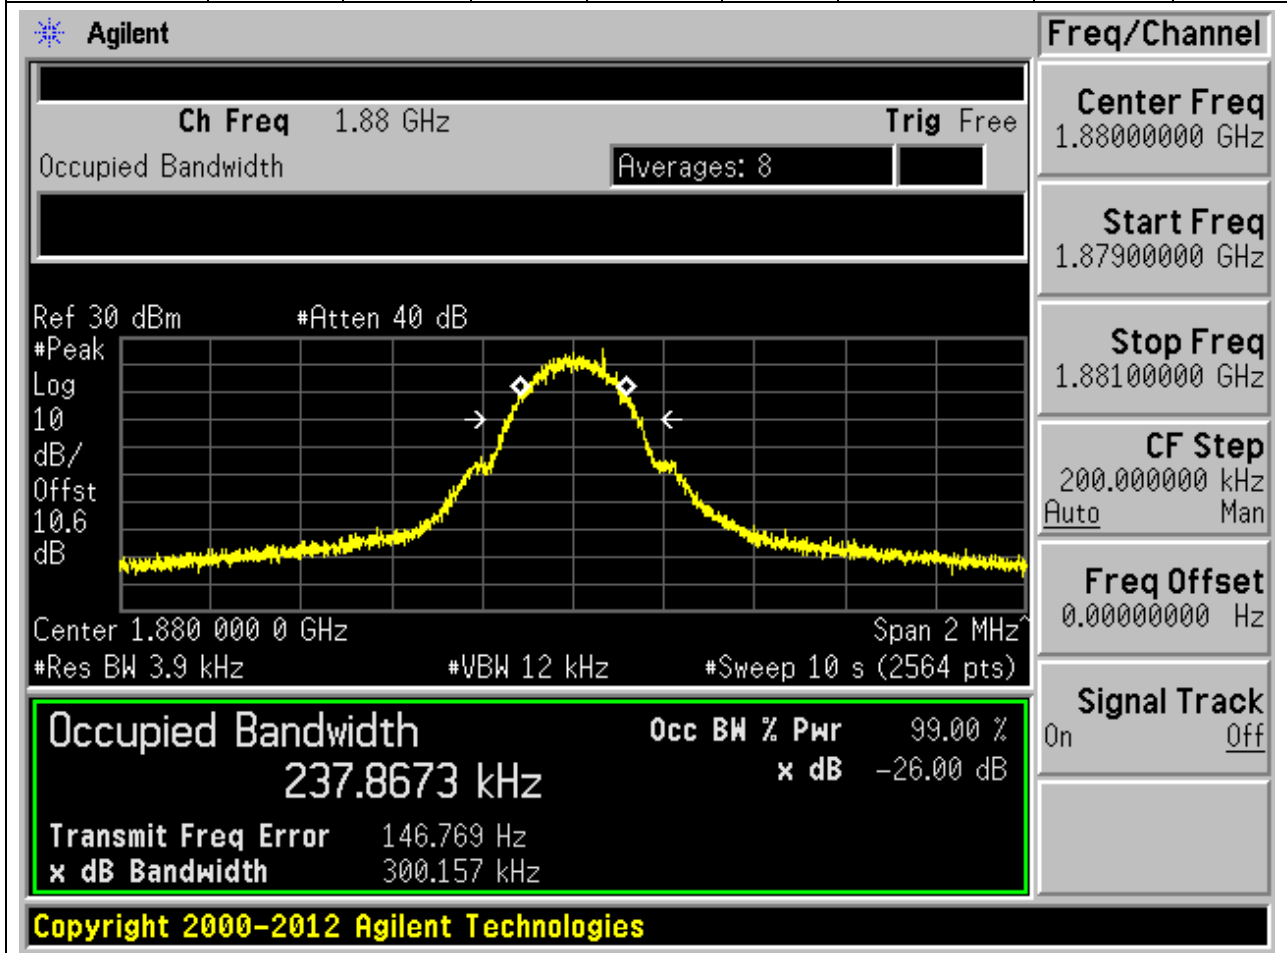 Agilent
Freq/Channel
Ch Freq 1.88 GHz Trig Free
Occupied Bandwidth Averages: 8
Center Freq
1.88000000 GHz
Start Freq
1.87900000 GHz
Stop Freq
1.88100000 GHz
CF Step
200.000000 kHz
Auto Man
Freq Offset
0.00000000 Hz
Signal Track
On Off
Ref 30 dBm #Atten 40 dB
#Peak
Log
10
dB/
Offst
10.6
dB
Center 1.880 000 0 GHz Span 2 MHz^
#Res BW 3.9 kHz #VBW 12 kHz #Sweep 10 s (2564 pts)
Occupied Bandwidth
237.8673 kHz
Occ BW % Pwr 99.00 %
x dB -26.00 dB
Transmit Freq Error 146.769 Hz
x dB Bandwidth 300.157 kHz
Copyright 2000-2012 Agilent Technologies